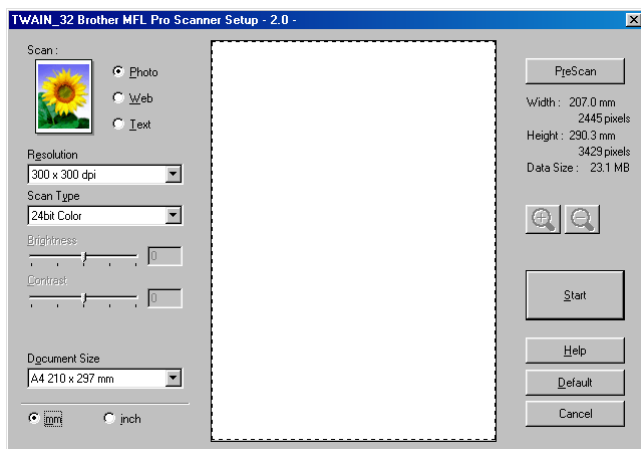 TWAIN_32 Brother MFL Pro Scanner Setup - 2.0 -
Scan :
Photo
Web
Text
Resolution
300 x 300 dpi
Scan Type
24bit Color
Brightness
0
Contrast
0
Document Size
A4 210 x 297 mm
mm inch
PreScan
Width : 207.0 mm
2445 pixels
Height : 290.3 mm
3429 pixels
Data Size : 23.1 MB
Start
Help
Default
Cancel